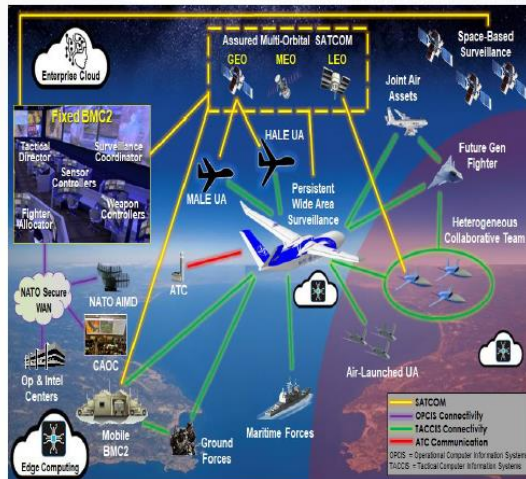 Assured Multi-Orbital SATCOM
GEO
MEO
LEO
Space-Based
Surveillance
Enterprise Cloud
Fixed BMC2
Tactical
Director
Surveillance
Coordinator
Sensor
Controllers
Fighter
Allocator
Weapon
Controllers
Joint Air
Assets
HALE UA
MALE UA
Future Gen
Fighter
Persistent
Wide Area
Surveillance
Heterogeneous
Collaborative Team
NATO Secure
WAN
NATO AIMD
ATC
CAOC
Op & Intel
Centers
Air-Launched UA
Mobile
BMC2
Ground
Forces
Maritime Forces
Edge Computing
SATCOM
OPCIS Connectivity
TACCIS Connectivity
ATC Communication
OPCIS = Operational Computer Information Systems
TACCIS = Tactical Computer Information Systems